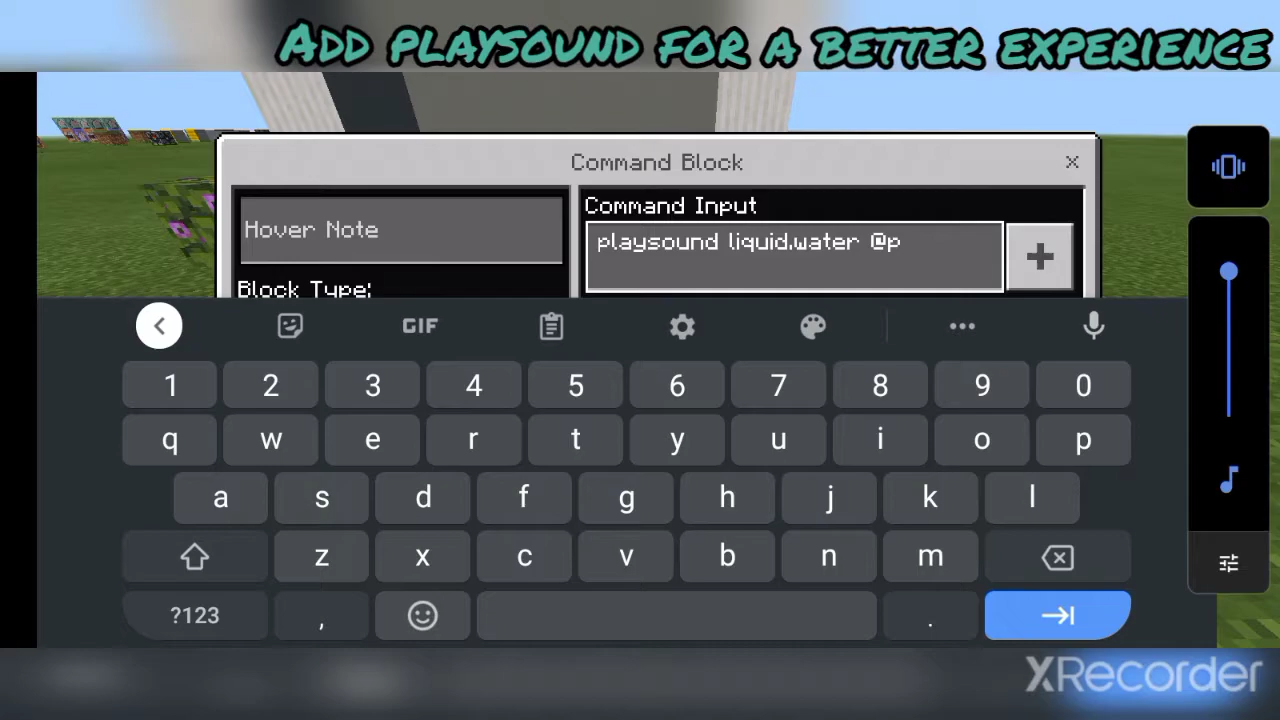 Add playsound for a better experience
Command Block
Hover Note
Command Input
playsound liquid.water @p
Block Type:
GIF
1 2 3 4 5 6 7 8 9 0
q w e r t y u i o p
a s d f g h j k l
z x c v b n m
?123 , .
XRecorder